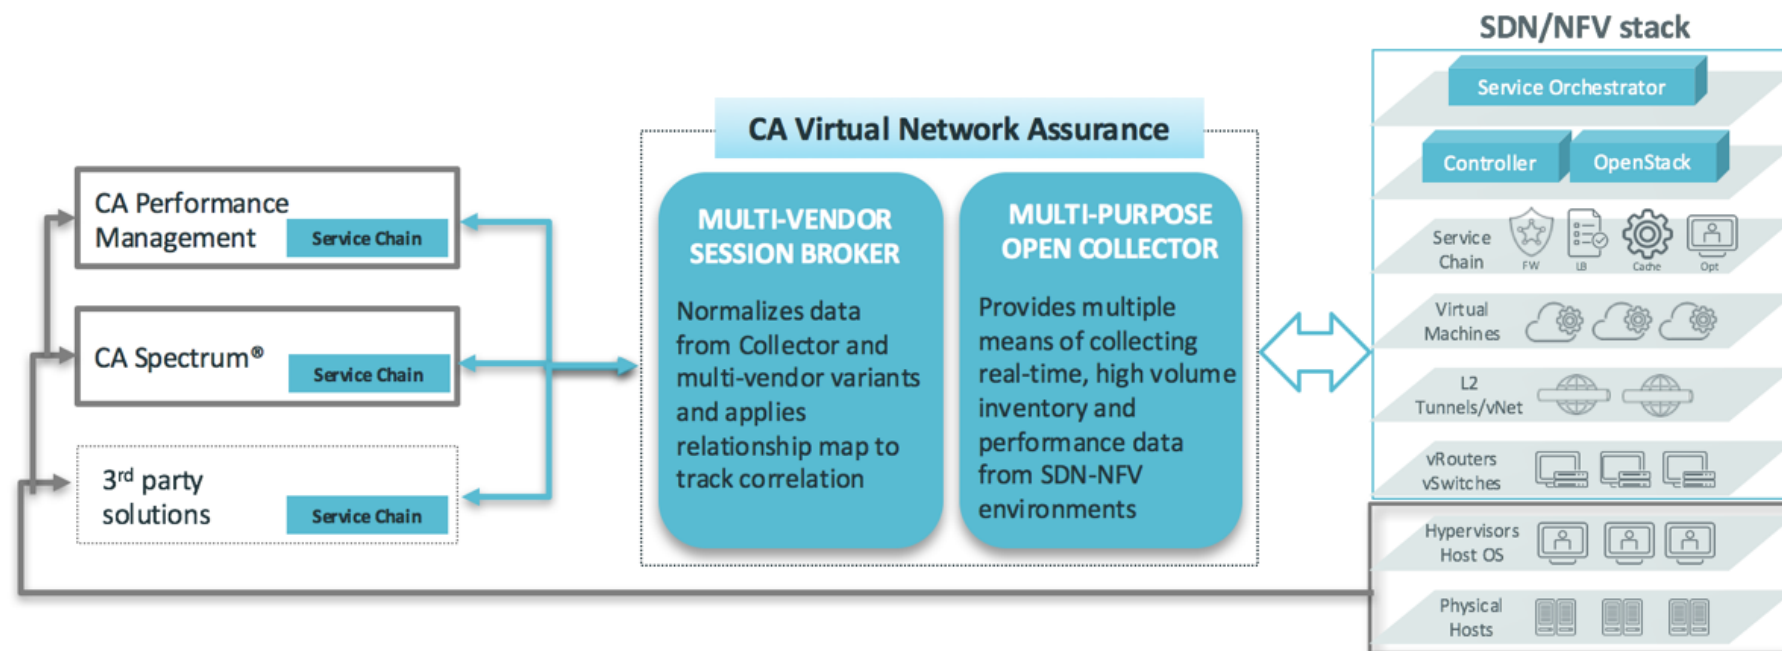 SDN/NFV stack
Service Orchestrator
CA Virtual Network Assurance
Controller
OpenStack
CA Performance
Management
Service Chain
MULTI-VENDOR
SESSION BROKER
MULTI-PURPOSE
OPEN COLLECTOR
Service
Chain
FW
LB
Cache
Opt
Normalizes data
from Collector and
multi-vendor variants
and applies
relationship map to
track correlation
Provides multiple
means of collecting
real-time, high volume
inventory and
performance data
from SDN-NFV
environments
Virtual
Machines
CA Spectrum®
Service Chain
L2
Tunnels/vNet
3rd party
solutions
Service Chain
vRouters
vSwitches
Hypervisors
Host OS
Physical
Hosts